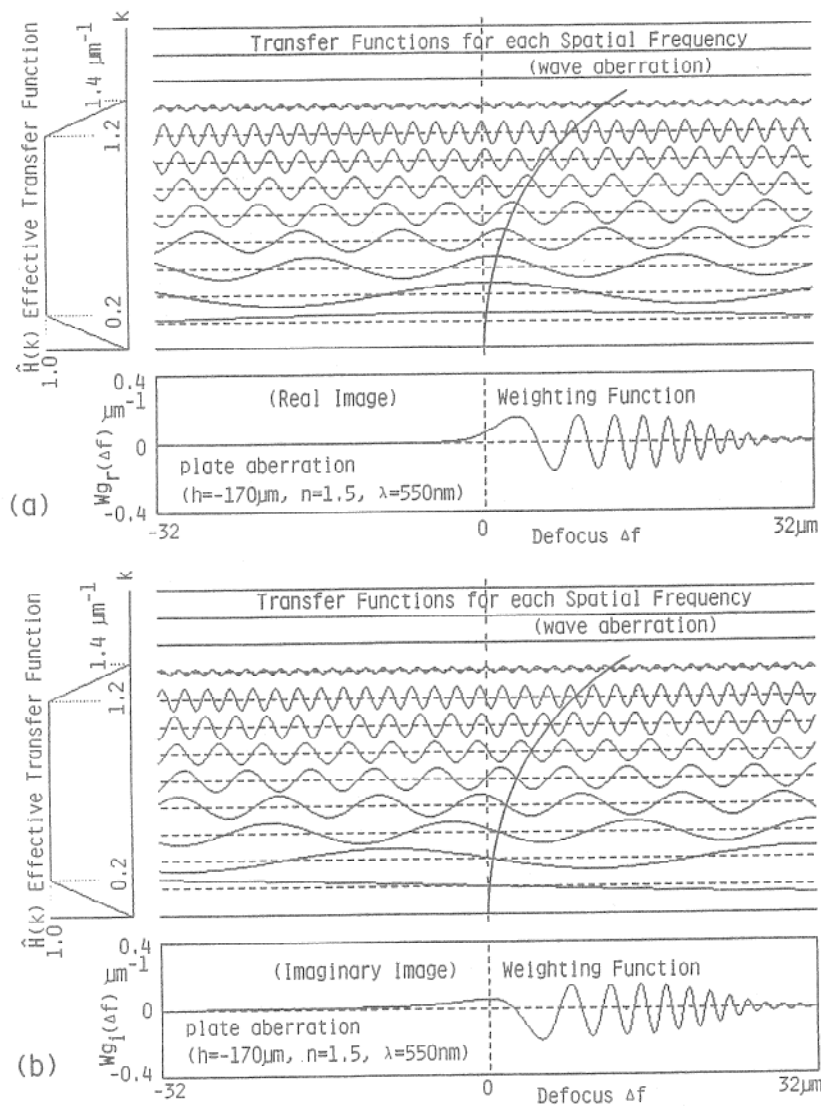 k
1.4 μm⁻¹
1.2
0.2
Ĥ(k) Effective Transfer Function
1.0
Transfer Functions for each Spatial Frequency
(wave aberration)
0.4
μm⁻¹
Wgᵣ(Δf)
0
-0.4
(Real Image)
Weighting Function
plate aberration
(h=-170μm, n=1.5, λ=550nm)
(a)
-32
0
32μm
Defocus Δf
k
1.4 μm⁻¹
1.2
0.2
Ĥ(k) Effective Transfer Function
1.0
Transfer Functions for each Spatial Frequency
(wave aberration)
0.4
μm⁻¹
Wgᵢ(Δf)
0
-0.4
(Imaginary Image)
Weighting Function
plate aberration
(h=-170μm, n=1.5, λ=550nm)
(b)
-32
0
32μm
Defocus Δf